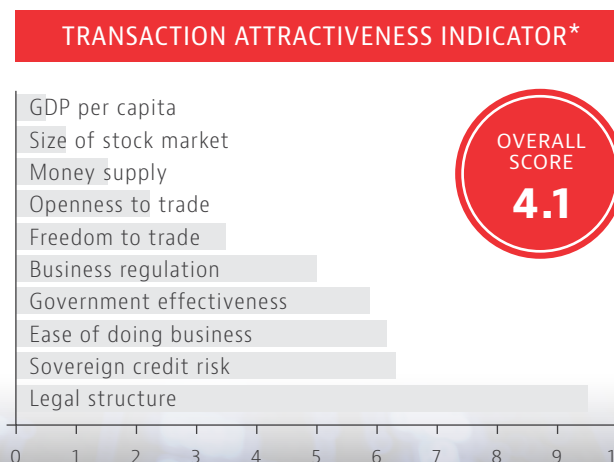 TRANSACTION ATTRACTIVENESS INDICATOR*
GDP per capita
Size of stock market
Money supply
Openness to trade
Freedom to trade
Business regulation
Government effectiveness
Ease of doing business
Sovereign credit risk
Legal structure
OVERALL
SCORE
4.1
0 1 2 3 4 5 6 7 8 9